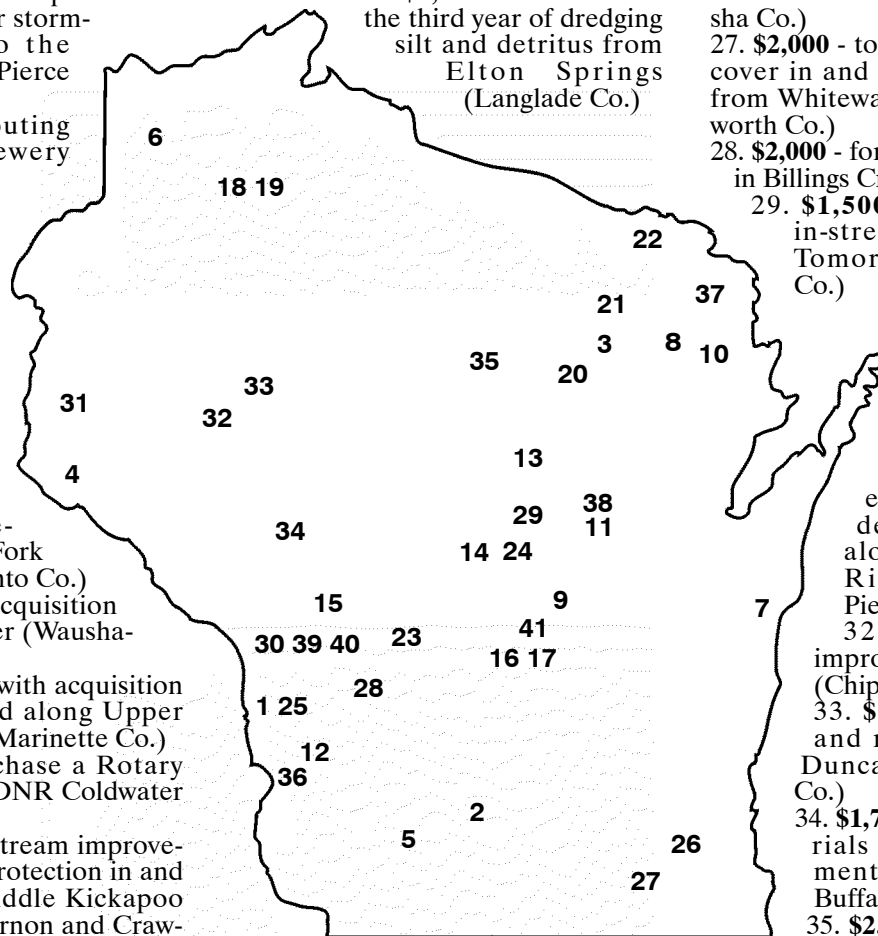 r storm-
o the
Pierce
outing
ewery
the third year of dredging
silt and detritus from
Elton Springs
(Langlade Co.)
sha Co.)
27. $2,000 - to
cover in and
from Whitewa
worth Co.)
28. $2,000 - for
in Billings C
29. $1,500
in-stre
Tomor
Co.)
6
18 19
22
37
21
3
8
10
35
20
33
31
32
13
4
38
29
11
34
14 24
15
9
7
41
23
30 39 40
16 17
28
1 25
12
36
2
5
26
27
e-
Fork
nto Co.)
cquisition
er (Wausha-
with acquisition
d along Upper
Marinette Co.)
chase a Rotary
DNR Coldwater
tream improve-
rotection in and
iddle Kickapoo
rnon and Craw-
e
de
alo
Ri
Pie
32
impro
(Chip
33. $
and r
Dunca
Co.)
34. $1,7
rials
ment
Buffa
35. $2